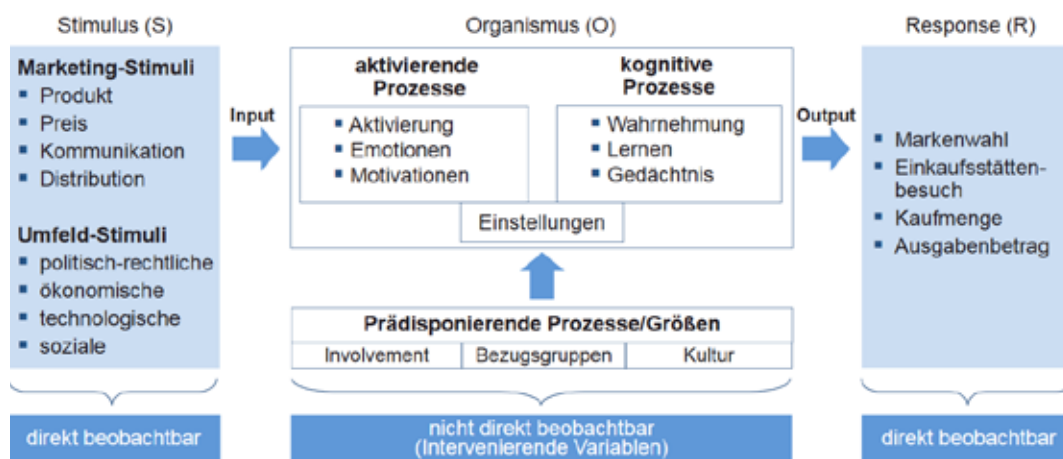 Stimulus (S)
Marketing-Stimuli
▪ Produkt
▪ Preis
▪ Kommunikation
▪ Distribution
Umfeld-Stimuli
▪ politisch-rechtliche
▪ ökonomische
▪ technologische
▪ soziale
direkt beobachtbar
Input
Organismus (O)
aktivierende
Prozesse
▪ Aktivierung
▪ Emotionen
▪ Motivationen
kognitive
Prozesse
▪ Wahrnehmung
▪ Lernen
▪ Gedächtnis
Einstellungen
Prädisponierende Prozesse/Größen
Involvement
Bezugsgruppen
Kultur
nicht direkt beobachtbar
(Intervenierende Variablen)
Output
Response (R)
▪ Markenwahl
▪ Einkaufsstätten-
besuch
▪ Kaufmenge
▪ Ausgabenbetrag
direkt beobachtbar